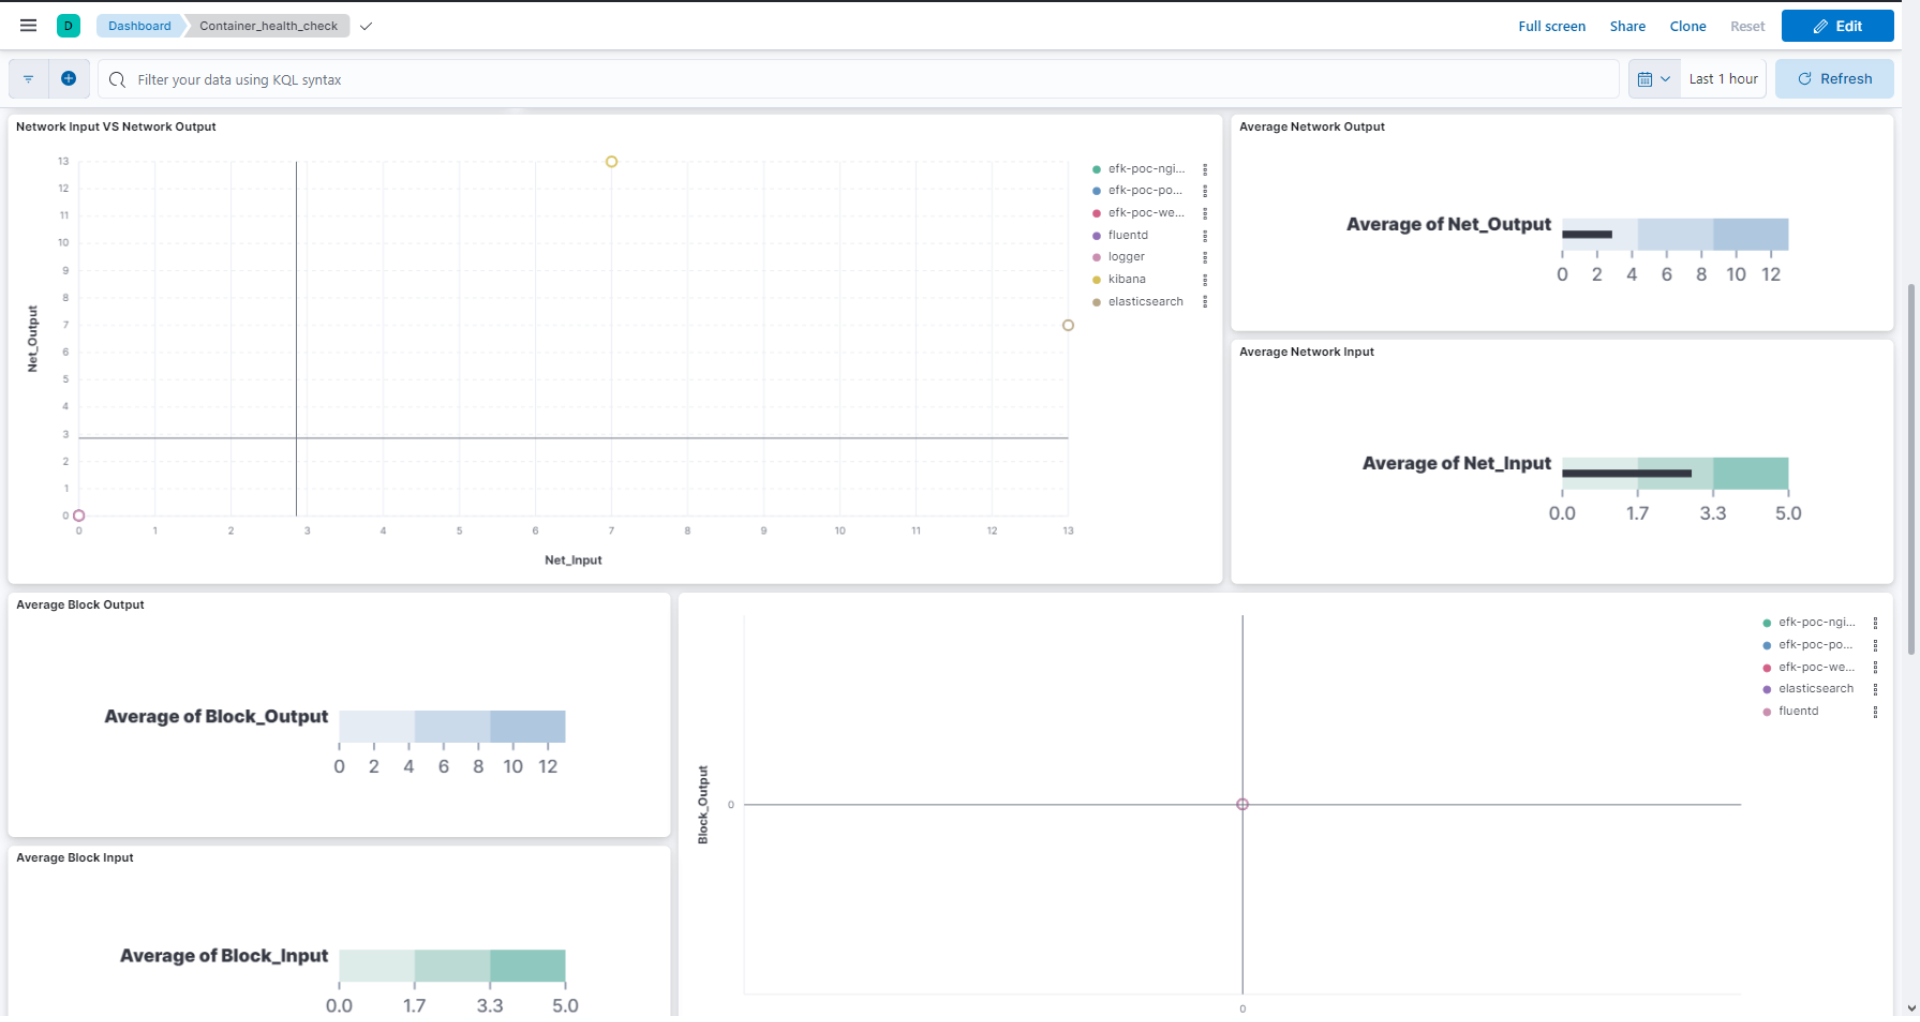 D Dashboard Container_health_check Full screen Share Clone Reset Edit
Filter your data using KQL syntax Last 1 hour Refresh
Network Input VS Network Output
13
12
11
10
9
8
7
6
5
4
3
2
1
0
Net_Output
0 1 2 3 4 5 6 7 8 9 10 11 12 13
Net_Input
efk-poc-ngi...
efk-poc-po...
efk-poc-we...
fluentd
logger
kibana
elasticsearch
Average Network Output
Average of Net_Output
0 2 4 6 8 10 12
Average Network Input
Average of Net_Input
0.0 1.7 3.3 5.0
Average Block Output
Average of Block_Output
0 2 4 6 8 10 12
Block_Output
0
0
efk-poc-ngi...
efk-poc-po...
efk-poc-we...
elasticsearch
fluentd
Average Block Input
Average of Block_Input
0.0 1.7 3.3 5.0